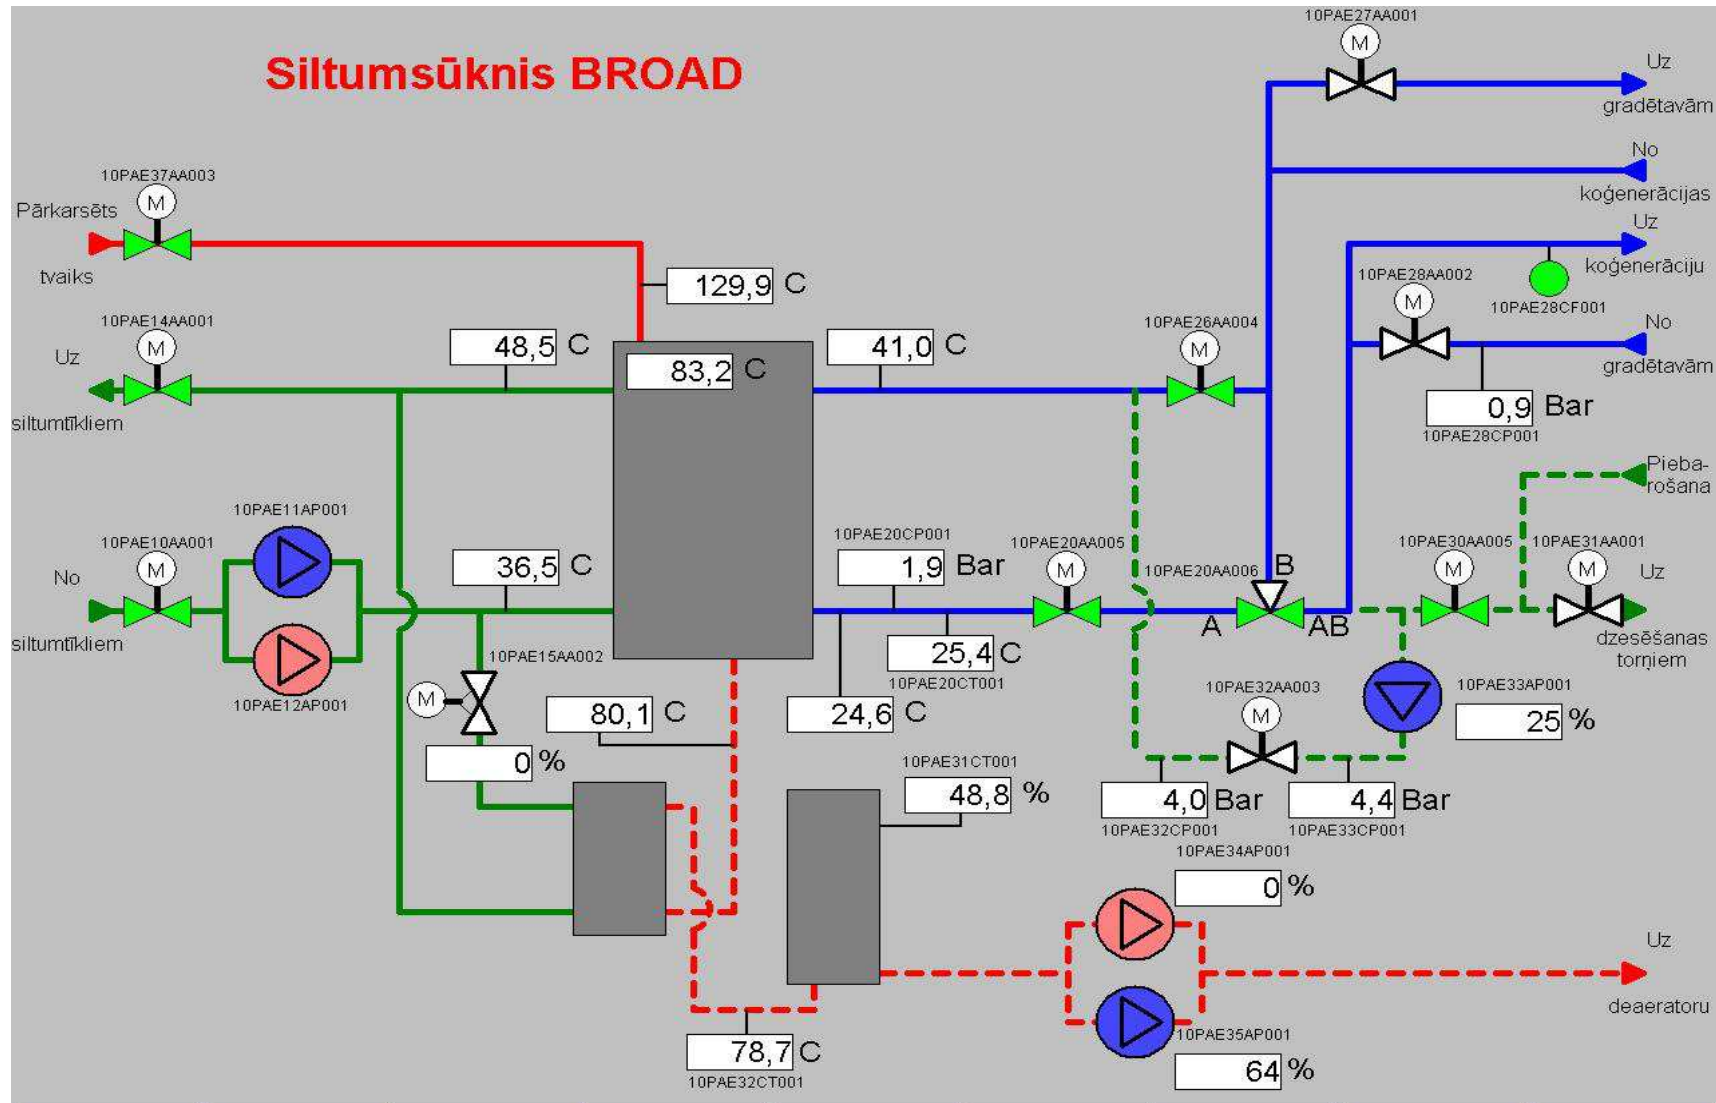 10PAE27AA001
M
Uz
gradētavām
Siltumsūknis BROAD
No
koģenerācijas
10PAE37AA003
M
Pārkarsēts
tvaiks
Uz
koģenerāciju
10PAE28AA002
M
10PAE28CF001
129,9 C
10PAE14AA001
M
Uz
siltumtīkliem
48,5 C
83,2 C
41,0 C
10PAE26AA004
M
No
gradētavām
0,9 Bar
10PAE28CP001
Pieba-
rošana
10PAE11AP001
10PAE10AA001
M
No
siltumtīkliem
10PAE12AP001
36,5 C
10PAE20CP001
1,9 Bar
10PAE20AA005
M
10PAE20AA006
B
A
AB
10PAE30AA005
M
10PAE31AA001
M
Uz
dzesēšanas
torņiem
25,4 C
10PAE20CT001
24,6 C
10PAE15AA002
M
0 %
80,1 C
10PAE32AA003
M
10PAE33AP001
25 %
10PAE31CT001
48,8 %
4,0 Bar
10PAE32CP001
4,4 Bar
10PAE33CP001
10PAE34AP001
0 %
Uz
deaeratoru
10PAE35AP001
64 %
78,7 C
10PAE32CT001